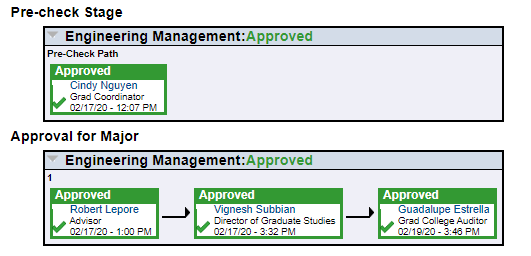 Pre-check Stage
Engineering Management:Approved
Pre-Check Path
Approved
Cindy Nguyen
Grad Coordinator
02/17/20 - 12:07 PM
Approval for Major
Engineering Management:Approved
1
Approved
Robert Lepore
Advisor
02/17/20 - 1:00 PM
Approved
Vignesh Subbian
Director of Graduate Studies
02/17/20 - 3:32 PM
Approved
Guadalupe Estrella
Grad College Auditor
02/19/20 - 3:46 PM